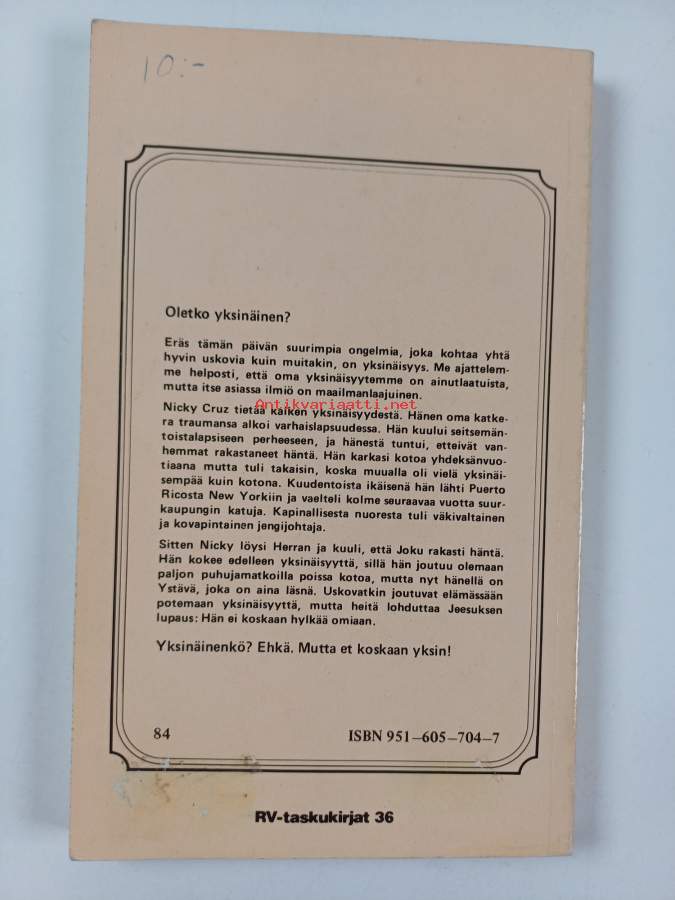 10:-
Oletko yksinäinen?
Eräs tämän päivän suurimpia ongelmia, joka kohtaa yhtä
hyvin uskovia kuin muitakin, on yksinäisyys. Me ajattelem-
me helposti, että oma yksinäisyytemme on ainutlaatuista,
mutta itse asiassa ilmiö on maailmanlaajuinen.
Antikvariaatti.net
Nicky Cruz tietää kaiken yksinäisyydestä. Hänen oma katke-
ra traumansa alkoi varhaislapsuudessa. Hän kuului seitsemän-
toistalapsiseen perheeseen, ja hänestä tuntui, etteivät van-
hemmat rakastaneet häntä. Hän karkasi kotoa yhdeksänvuo-
tiaana mutta tuli takaisin, koska muualla oli vielä yksinäi-
sempää kuin kotona. Kuudentoista ikäisenä hän lähti Puerto
Ricosta New Yorkiin ja vaelteli kolme seuraavaa vuotta suur-
kaupungin katuja. Kapinallisesta nuoresta tuli väkivaltainen
ja kovapintainen jengijohtaja.
Sitten Nicky löysi Herran ja kuuli, että Joku rakasti häntä.
Hän kokee edelleen yksinäisyyttä, sillä hän joutuu olemaan
paljon puhujamatkoilla poissa kotoa, mutta nyt hänellä on
Ystävä, joka on aina läsnä. Uskovatkin joutuvat elämässään
potemaan yksinäisyyttä, mutta heitä lohduttaa Jeesuksen
lupaus: Hän ei koskaan hylkää omiaan.
Yksinäinenkö? Ehkä. Mutta et koskaan yksin!
84 ISBN 951-605-704-7
RV-taskukirjat 36